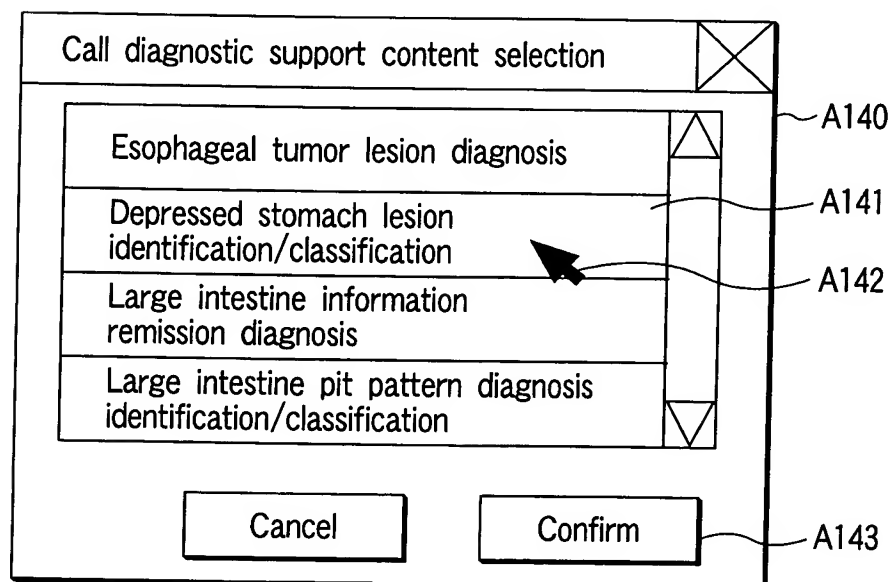 Call diagnostic support content selection
A140
Esophageal tumor lesion diagnosis
A141
Depressed stomach lesion
identification/classification
A142
Large intestine information
remission diagnosis
Large intestine pit pattern diagnosis
identification/classification
Cancel
Confirm
A143